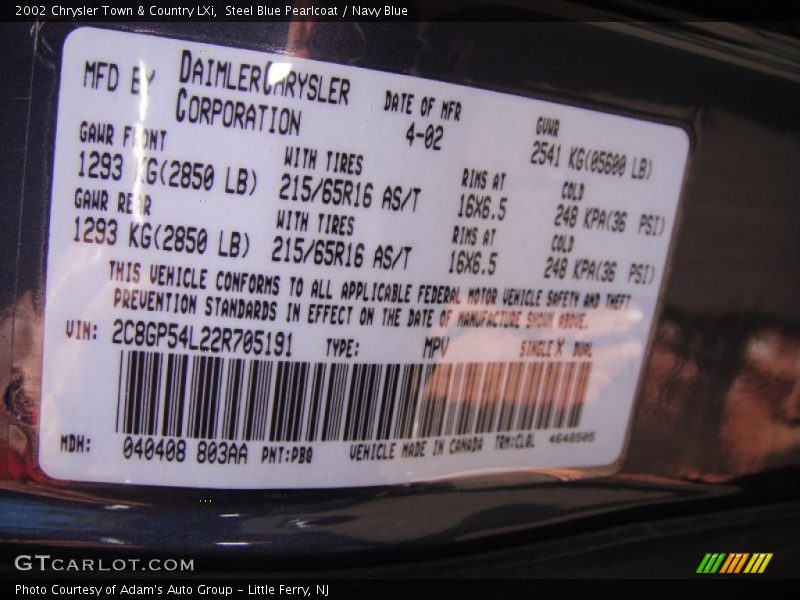 2002 Chrysler Town & Country LXi, Steel Blue Pearlcoat / Navy Blue
MFD BY DAIMLERCHRYSLER CORPORATION
DATE OF MFR 4-02
GVWR 2541 KG(05600 LB)
GAWR FRONT 1293 KG(2850 LB)
WITH TIRES 215/65R16 AS/T
RIMS AT 16X6.5
COLD 248 KPA(36 PSI)
GAWR REAR 1293 KG(2850 LB)
WITH TIRES 215/65R16 AS/T
RIMS AT 16X6.5
COLD 248 KPA(36 PSI)
THIS VEHICLE CONFORMS TO ALL APPLICABLE FEDERAL MOTOR VEHICLE SAFETY AND THEFT
PREVENTION STANDARDS IN EFFECT ON THE DATE OF MANUFACTURE SHOWN ABOVE.
VIN: 2C8GP54L22R705191 TYPE: MPV SINGLE X DUAL
MDH: 040408 803AA PNT:PBQ VEHICLE MADE IN CANADA TRM:CLBL 4648505
GTCARLOT.COM
Photo Courtesy of Adam's Auto Group - Little Ferry, NJ